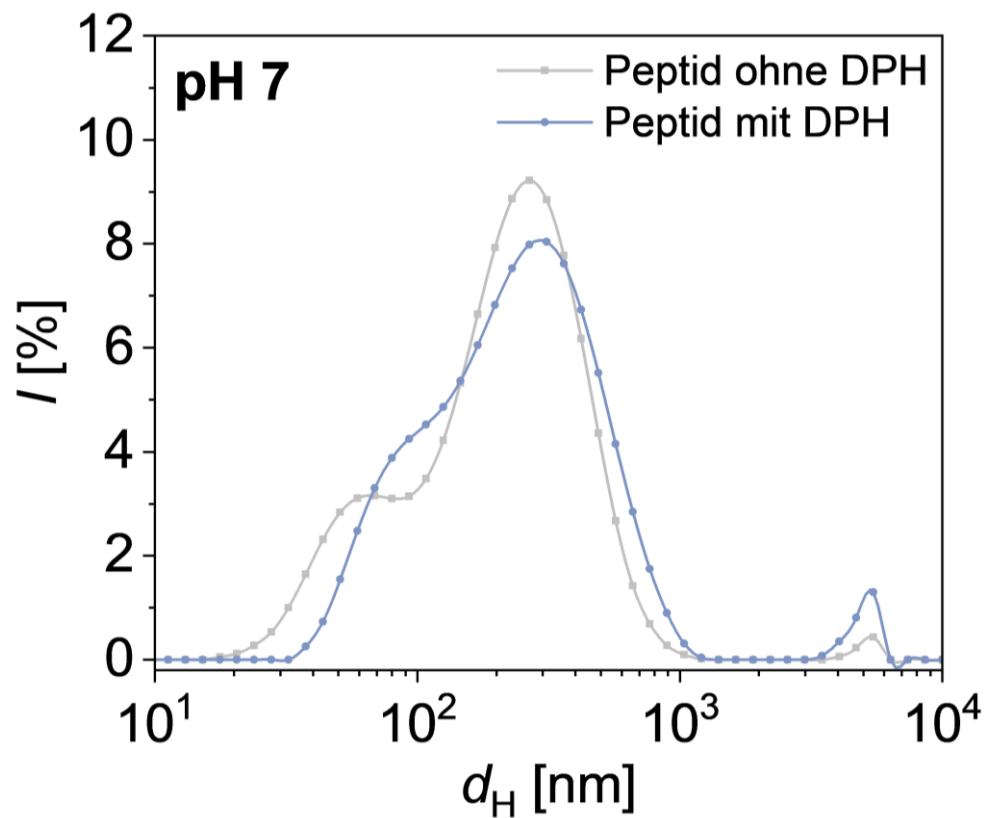 pH 7
Peptid ohne DPH
Peptid mit DPH
12
10
8
6
4
2
0
I [%]
10¹
10²
10³
10⁴
d_H [nm]